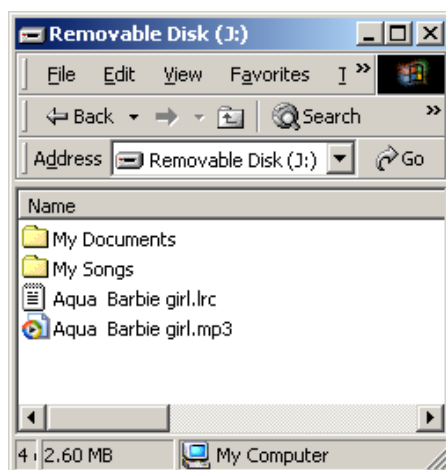 Removable Disk (J:)
File Edit View Favorites T »
Back Search »
Address Removable Disk (J:) Go
Name
My Documents
My Songs
Aqua  Barbie girl.lrc
Aqua  Barbie girl.mp3
4 2.60 MB My Computer